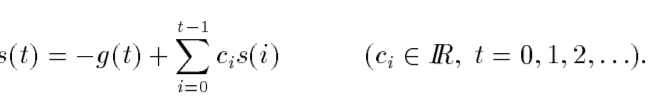 s(t) = −g(t) + ∑_{i=0}^{t−1} c_i s(i) (c_i ∈ ℝ, t = 0, 1, 2, . . .).